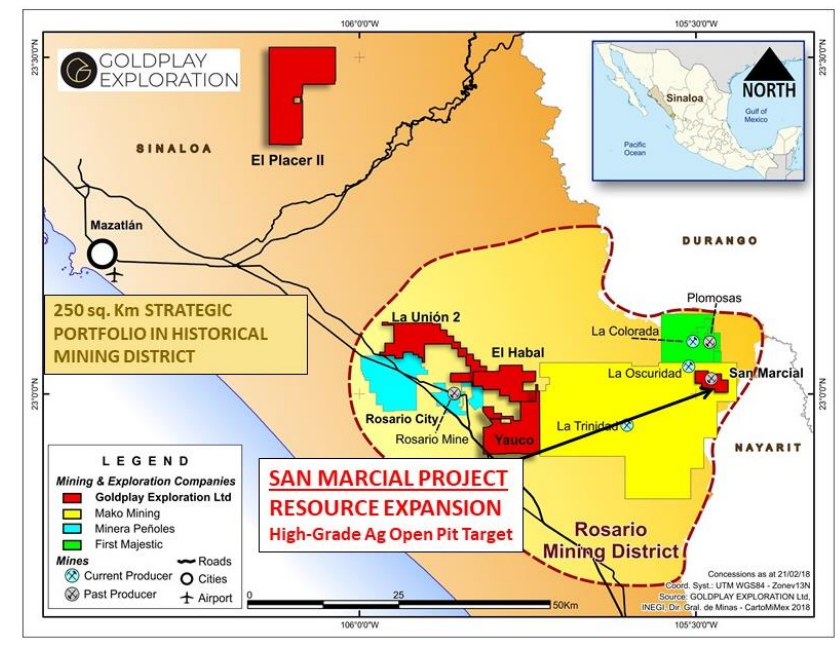 106°0'0"W
105°30'0"W
23°30'0"N
23°30'0"N
GOLDPLAY
EXPLORATION
NORTH
Sinaloa
Gulf of
Mexico
Pacific
Ocean
SINALOA
El Placer II
Mazatlán
DURANGO
250 sq. Km STRATEGIC
PORTFOLIO IN HISTORICAL
MINING DISTRICT
Plomosas
La Unión 2
La Colorada
El Habal
La Oscuridad
San Marcial
23°0'0"N
23°0'0"N
Rosario City
Rosario Mine
Yauco
La Trinidad
NAYARIT
LEGEND
Mining & Exploration Companies
Goldplay Exploration Ltd
Mako Mining
Minera Peñoles
First Majestic
Mines
Current Producer
Past Producer
Roads
Cities
Airport
SAN MARCIAL PROJECT
RESOURCE EXPANSION
High-Grade Ag Open Pit Target
Rosario
Mining District
Concessions as at 21/02/18
Coord. Syst.: UTM WGS84 - Zonev13N
Source: GOLDPLAY EXPLORATION Ltd,
INEGI, Dir. Gral. de Minas - CartoMiMex 2018
0 25 50Km
106°0'0"W
105°30'0"W